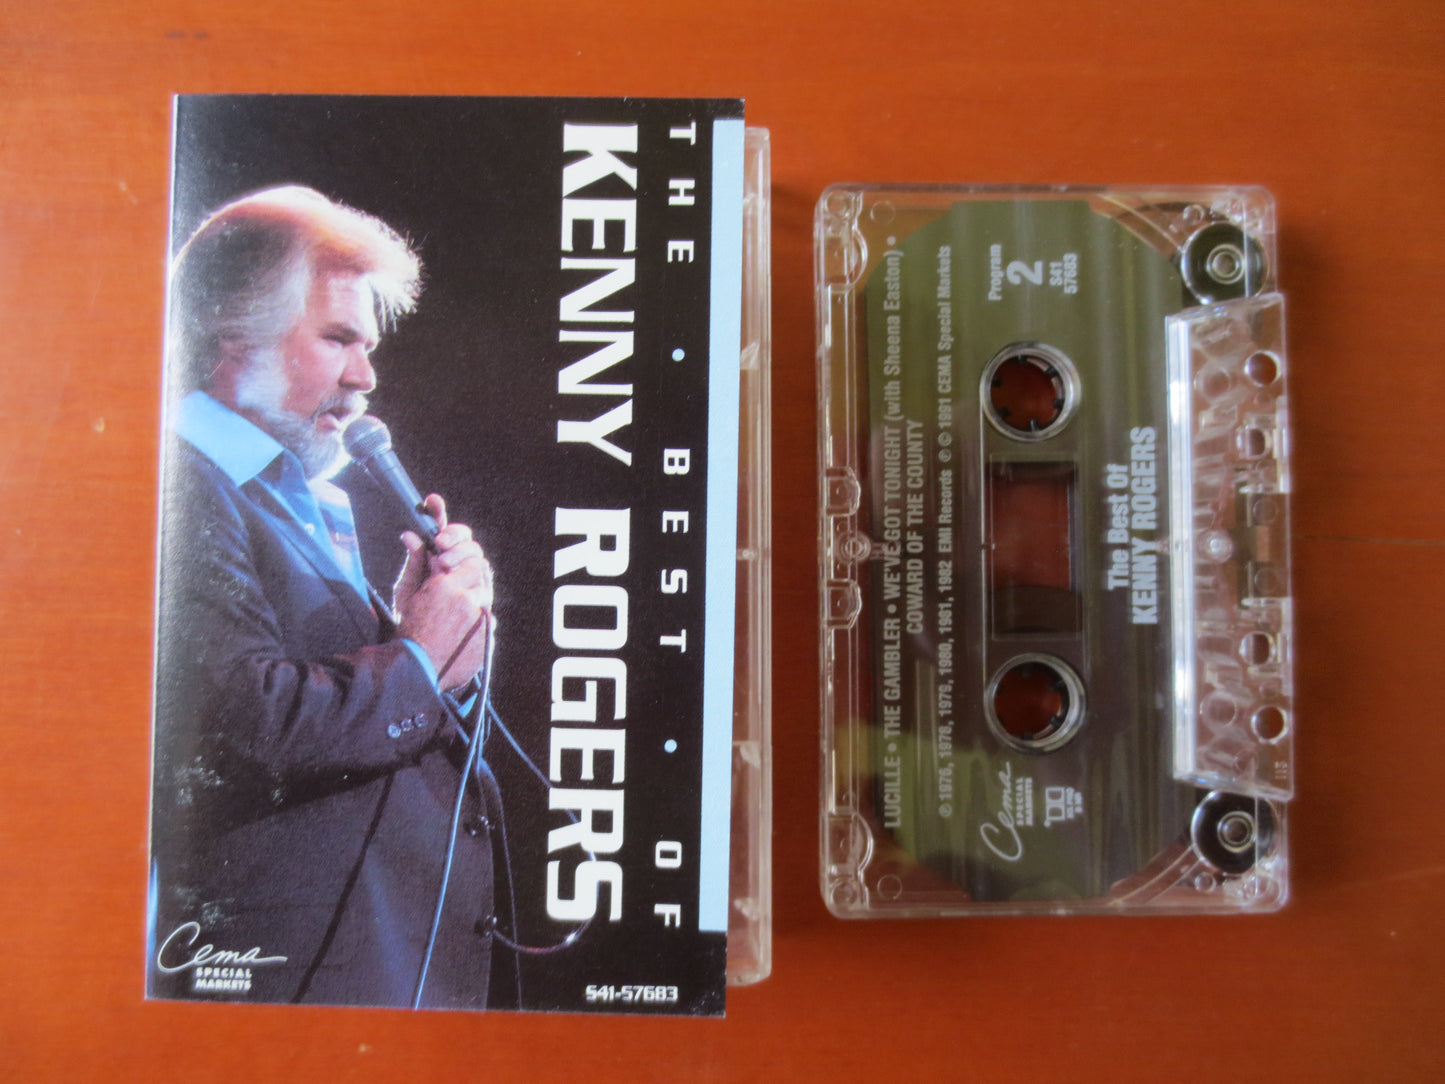 THE • BEST • OF
KENNY ROGERS
Cema
SPECIAL
MARKETS
S41-57683
LUCILLE • THE GAMBLER • WE'VE GOT TONIGHT (with Sheena Easton) •
COWARD OF THE COUNTY
℗ 1976, 1978, 1979, 1980, 1981, 1982 EMI Records ℗ © 1991 CEMA Special Markets
Program
2
S41
57683
Cema
SPECIAL
MARKETS
The Best Of
KENNY ROGERS